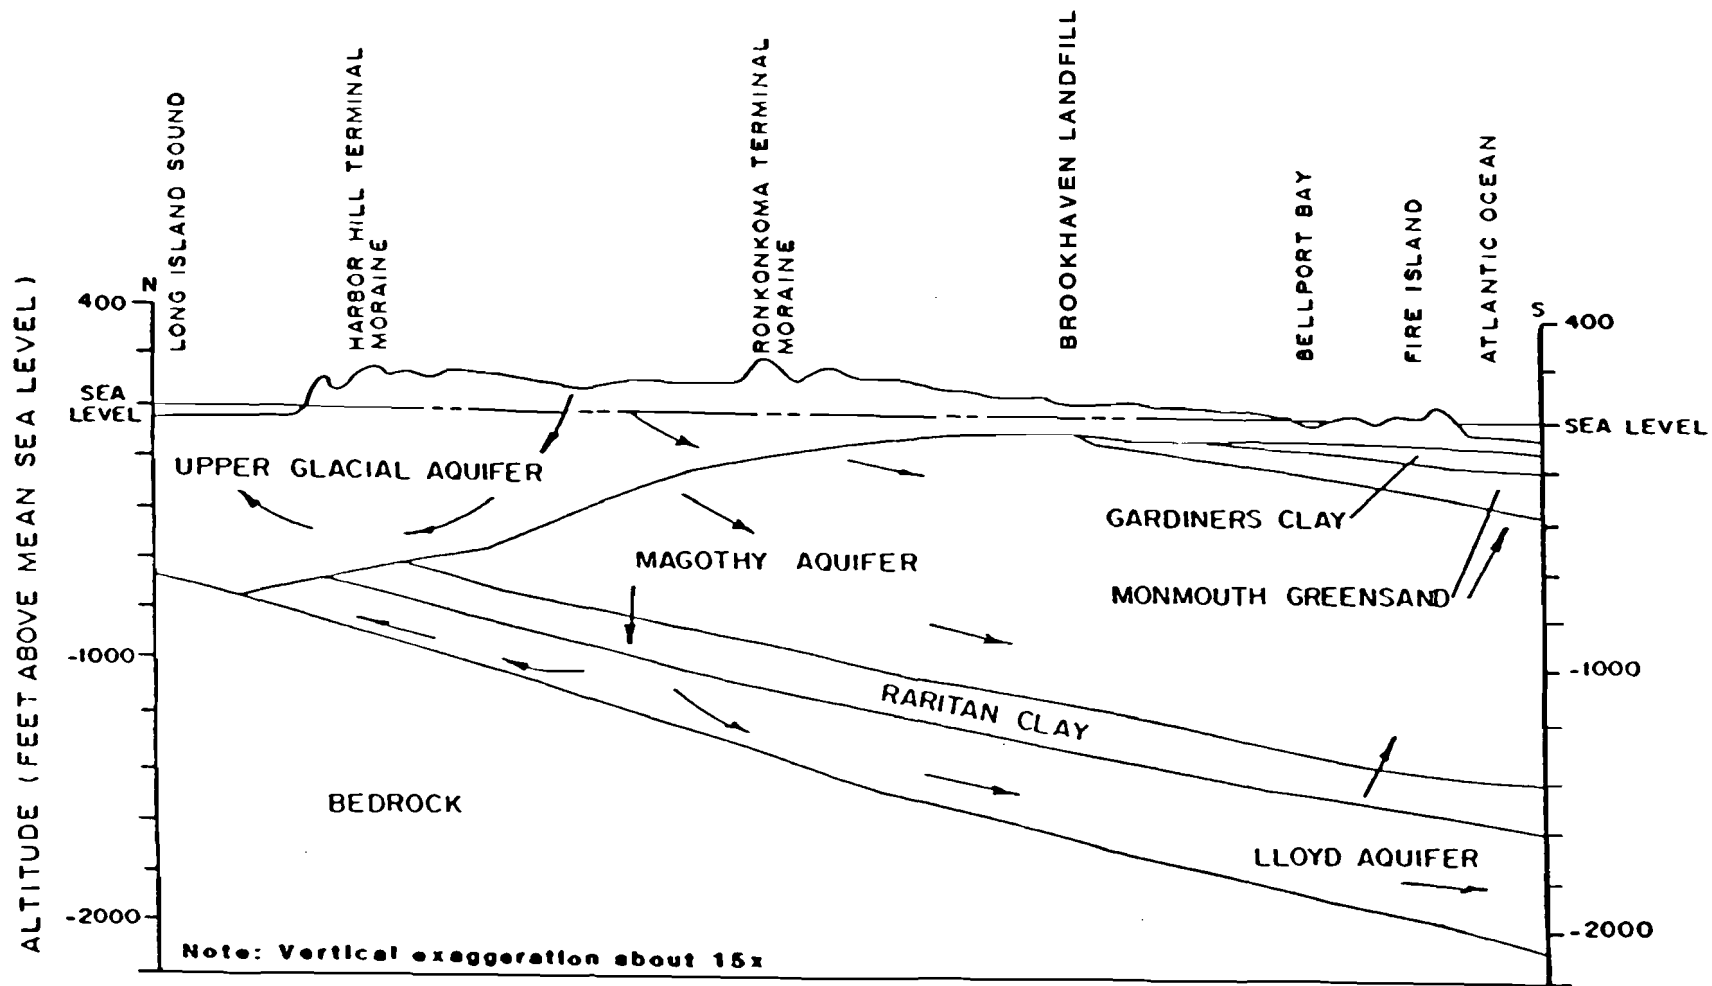 LONG ISLAND SOUND
HARBOR HILL TERMINAL
MORAINE
RONKONKOMA TERMINAL
MORAINE
BROOKHAVEN LANDFILL
BELLPORT BAY
FIRE ISLAND
ATLANTIC OCEAN
N
S
400
400
SEA
LEVEL
SEA LEVEL
ALTITUDE (FEET ABOVE MEAN SEA LEVEL)
UPPER GLACIAL AQUIFER
GARDINERS CLAY
MAGOTHY AQUIFER
MONMOUTH GREENSAND
-1000
-1000
RARITAN CLAY
BEDROCK
LLOYD AQUIFER
-2000
-2000
Note: Vertical exaggeration about 15x